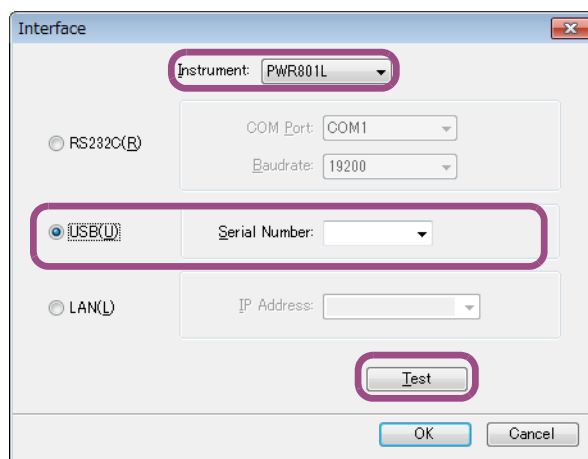 Interface
Instrument: PWR801L
RS232C(R)
COM Port: COM1
Baudrate: 19200
USB(U)
Serial Number:
LAN(L)
IP Address:
Test
OK Cancel